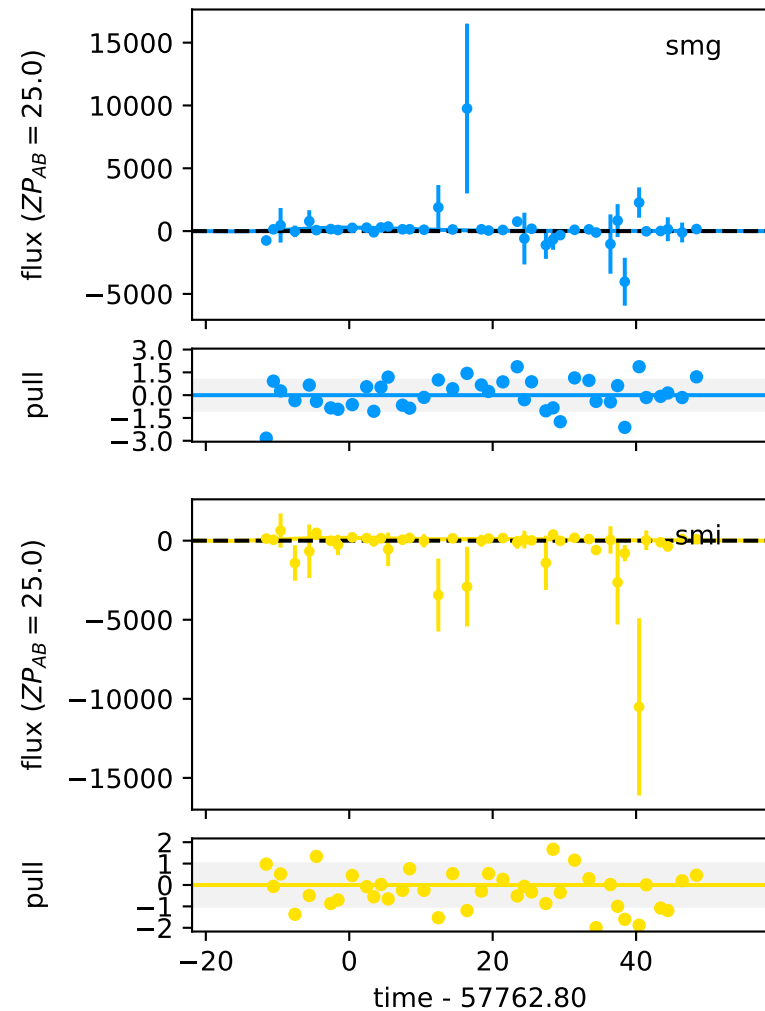 15000
smg
10000
5000
0
−5000
flux (ZP_AB = 25.0)
3.0
1.5
0.0
−1.5
−3.0
pull
smi
0
−5000
−10000
−15000
flux (ZP_AB = 25.0)
2
1
0
−1
−2
pull
−20 0 20 40
time - 57762.80